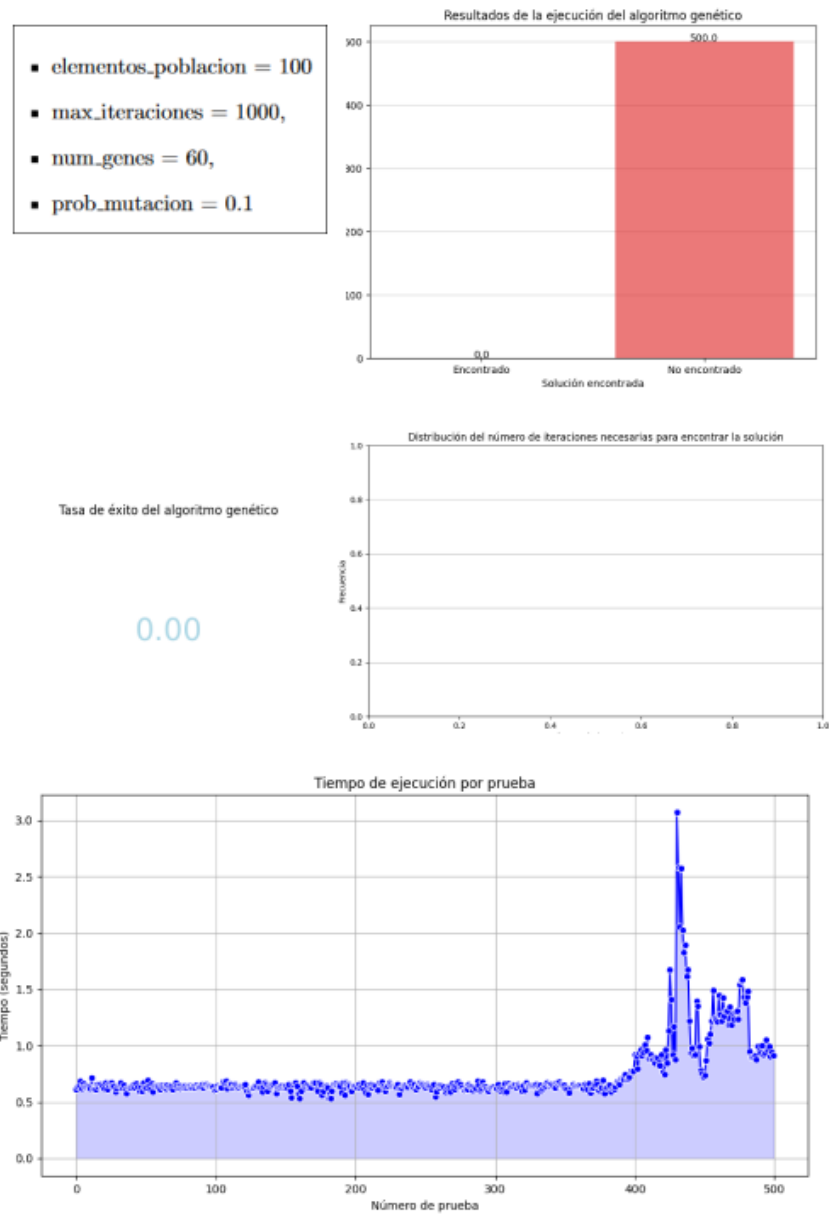 ▪ elementos_poblacion = 100
▪ max_iteraciones = 1000,
▪ num_genes = 60,
▪ prob_mutacion = 0.1
Resultados de la ejecución del algoritmo genético
500
400
300
200
100
0
500.0
0.0
Encontrado No encontrado
Solución encontrada
Tasa de éxito del algoritmo genético
0.00
Distribución del número de iteraciones necesarias para encontrar la solución
Frecuencia
1.0
0.8
0.6
0.4
0.2
0.0
0.0 0.2 0.4 0.6 0.8 1.0
Tiempo de ejecución por prueba
Tiempo (segundos)
3.0
2.5
2.0
1.5
1.0
0.5
0.0
0 100 200 300 400 500
Número de prueba